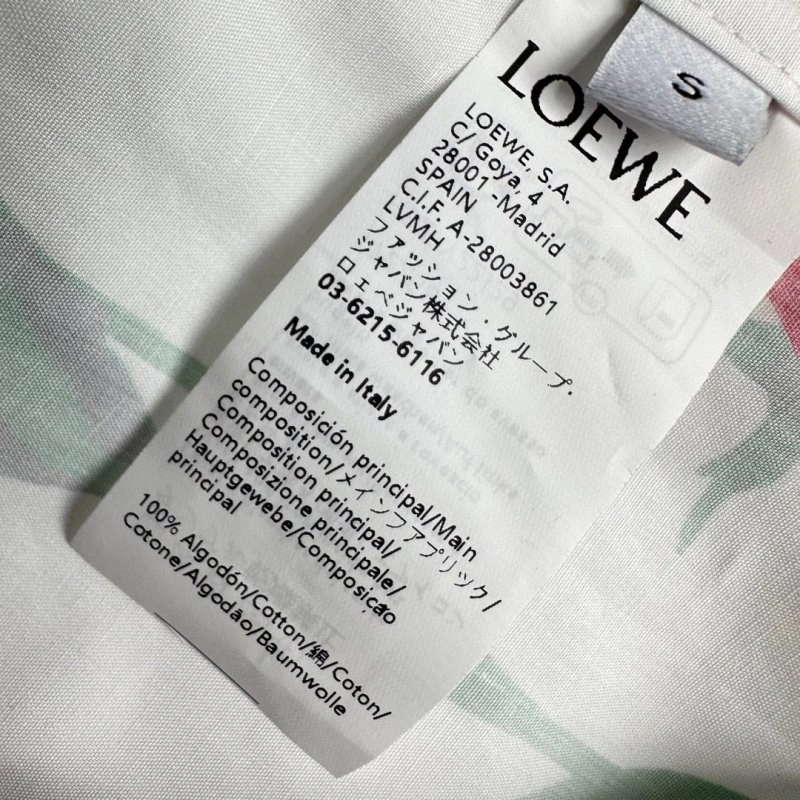 S
LOEWE
LOEWE, S.A.
C/ Goya, 4
28001 -Madrid
SPAIN
C.I.F. A-28003861
LVMH
ファッション・グループ・
ジャパン株式会社
ロエベジャパン
03-6215-6116
Made in Italy
Composición principal/Main
composition/メインファブリック/
Composition principal/
Composizione principale/
Hauptgewebe/Composição
principal
100% Algodón/Cotton/綿/Coton/
Cotone/Algodão/Baumwolle